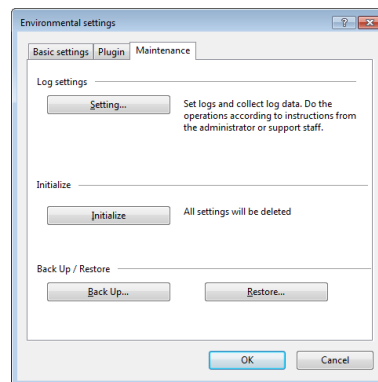 Environmental settings
Basic settings Plugin Maintenance
Log settings
Setting... Set logs and collect log data. Do the
operations according to instructions from
the administrator or support staff.
Initialize
Initialize All settings will be deleted
Back Up / Restore
Back Up... Restore...
OK Cancel